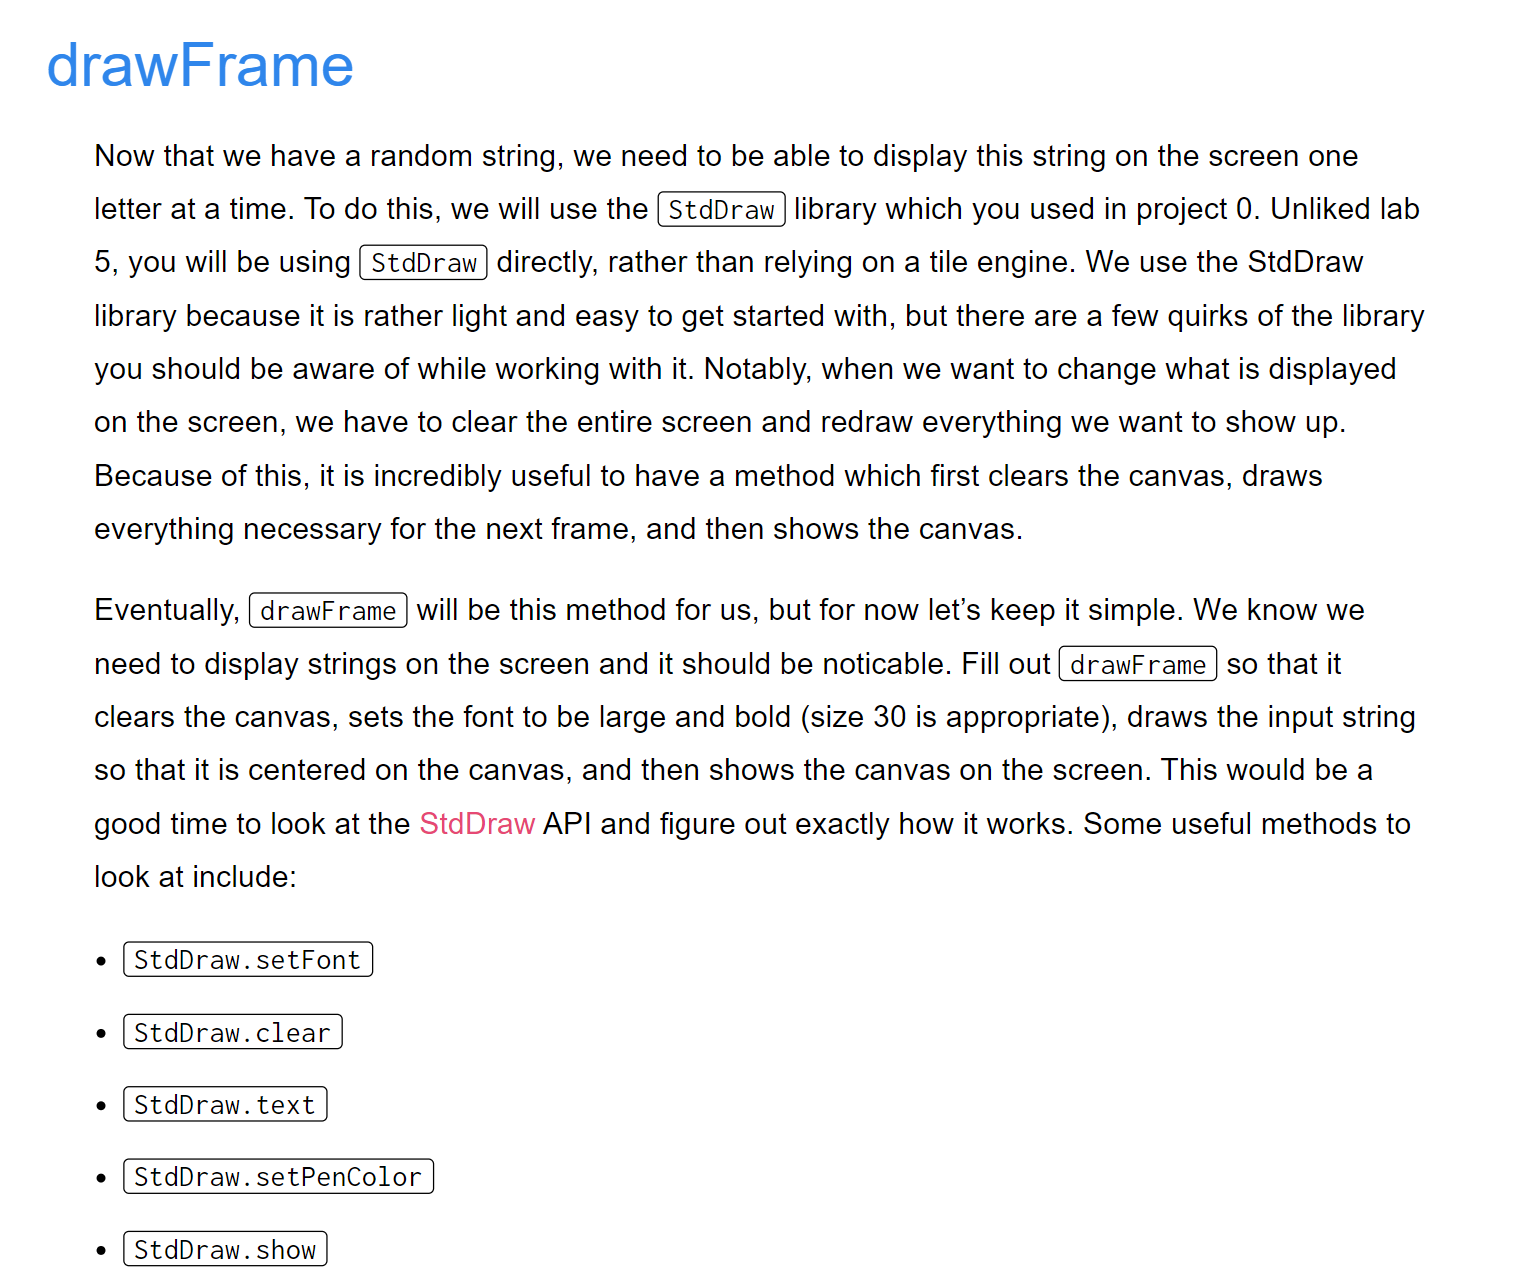 drawFrame
Now that we have a random string, we need to be able to display this string on the screen one
letter at a time. To do this, we will use the StdDraw library which you used in project 0. Unliked lab
5, you will be using StdDraw directly, rather than relying on a tile engine. We use the StdDraw
library because it is rather light and easy to get started with, but there are a few quirks of the library
you should be aware of while working with it. Notably, when we want to change what is displayed
on the screen, we have to clear the entire screen and redraw everything we want to show up.
Because of this, it is incredibly useful to have a method which first clears the canvas, draws
everything necessary for the next frame, and then shows the canvas.
Eventually, drawFrame will be this method for us, but for now let’s keep it simple. We know we
need to display strings on the screen and it should be noticable. Fill out drawFrame so that it
clears the canvas, sets the font to be large and bold (size 30 is appropriate), draws the input string
so that it is centered on the canvas, and then shows the canvas on the screen. This would be a
good time to look at the StdDraw API and figure out exactly how it works. Some useful methods to
look at include:
• StdDraw.setFont
• StdDraw.clear
• StdDraw.text
• StdDraw.setPenColor
• StdDraw.show